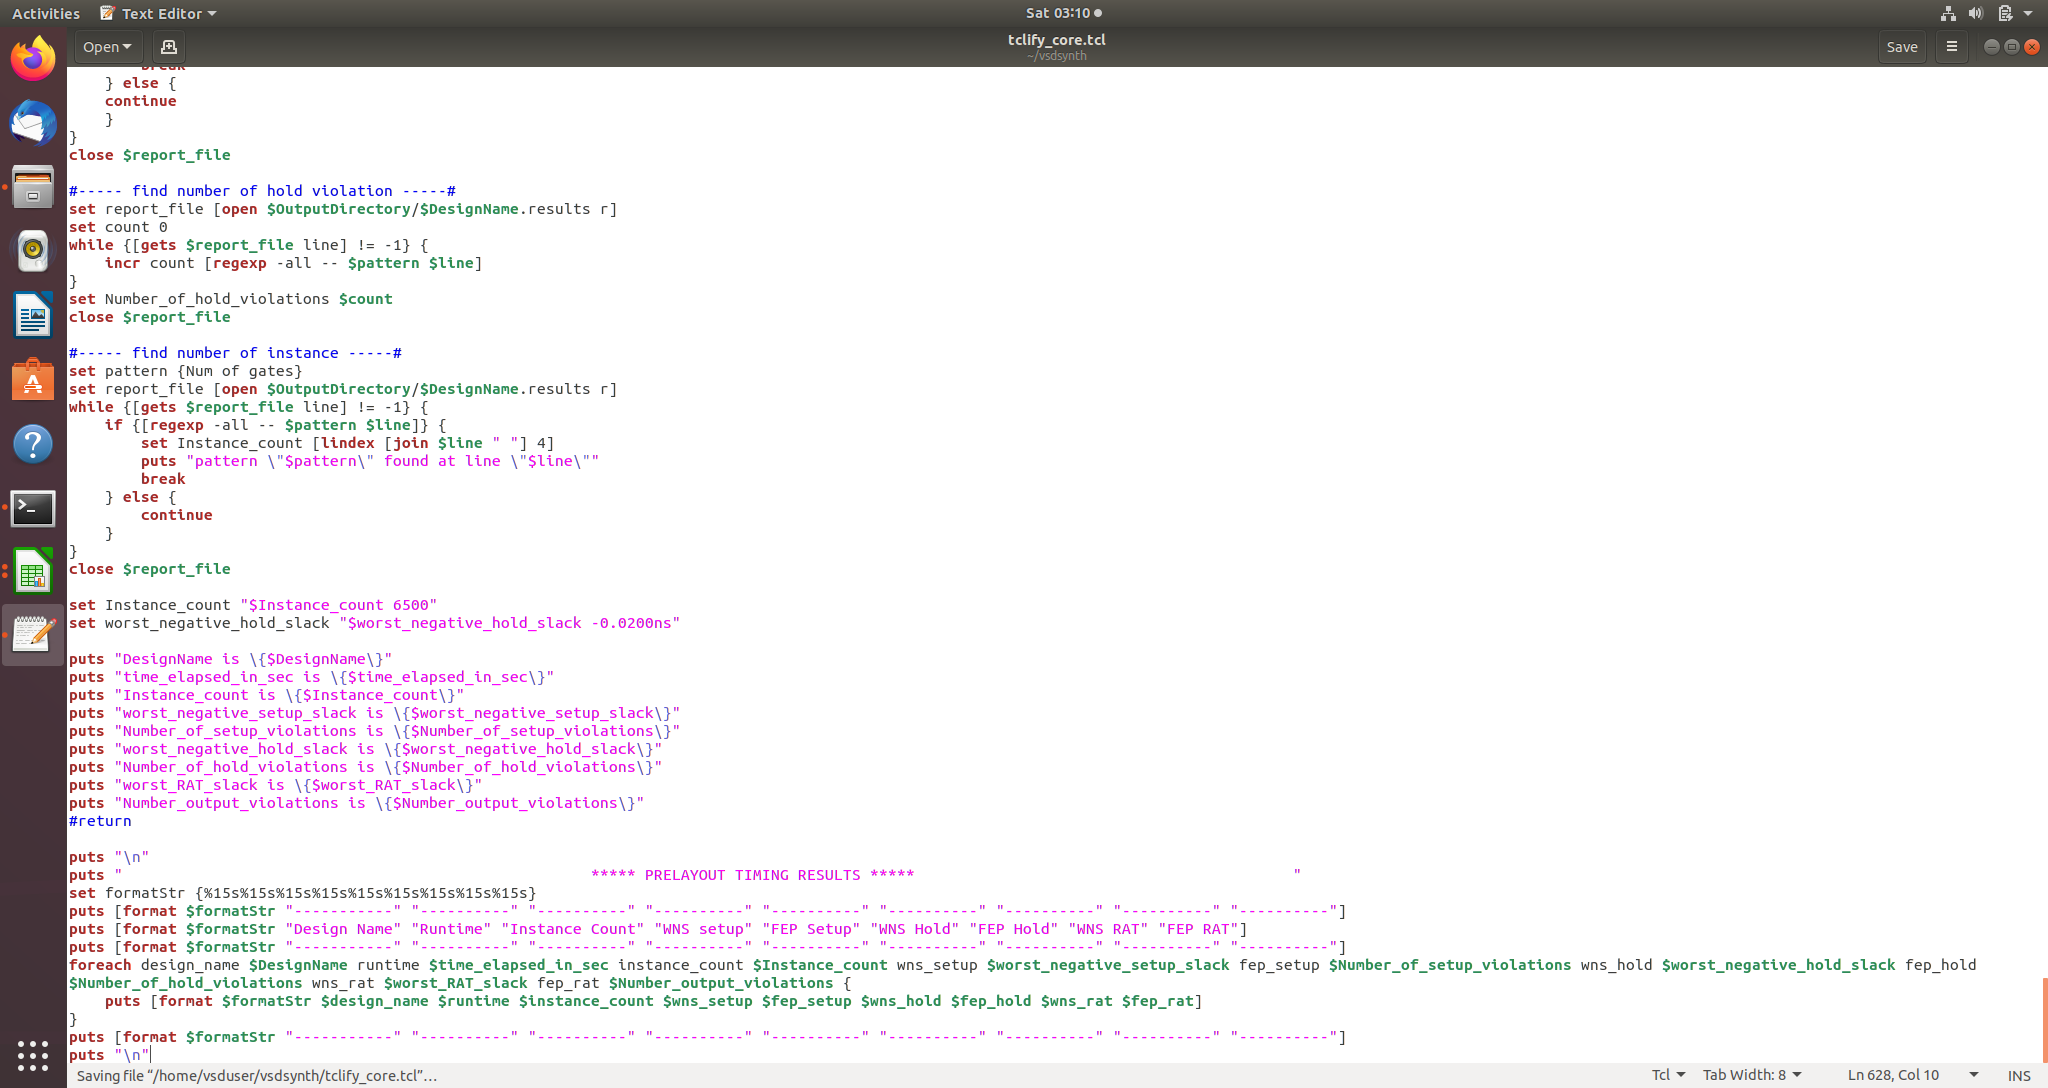 Activities Text Editor Sat 03:10
Open tclify_core.tcl Save
~/vsdsynth
break
} else {
continue
}
}
close $report_file
#----- find number of hold violation -----#
set report_file [open $OutputDirectory/$DesignName.results r]
set count 0
while {[gets $report_file line] != -1} {
incr count [regexp -all -- $pattern $line]
}
set Number_of_hold_violations $count
close $report_file
#----- find number of instance -----#
set pattern {Num of gates}
set report_file [open $OutputDirectory/$DesignName.results r]
while {[gets $report_file line] != -1} {
if {[regexp -all -- $pattern $line]} {
set Instance_count [lindex [join $line " "] 4]
puts "pattern \"$pattern\" found at line \"$line\""
break
} else {
continue
}
}
close $report_file
set Instance_count "$Instance_count 6500"
set worst_negative_hold_slack "$worst_negative_hold_slack -0.0200ns"
puts "DesignName is \{$DesignName\}"
puts "time_elapsed_in_sec is \{$time_elapsed_in_sec\}"
puts "Instance_count is \{$Instance_count\}"
puts "worst_negative_setup_slack is \{$worst_negative_setup_slack\}"
puts "Number_of_setup_violations is \{$Number_of_setup_violations\}"
puts "worst_negative_hold_slack is \{$worst_negative_hold_slack\}"
puts "Number_of_hold_violations is \{$Number_of_hold_violations\}"
puts "worst_RAT_slack is \{$worst_RAT_slack\}"
puts "Number_output_violations is \{$Number_output_violations\}"
#return
puts "\n"
puts " ***** PRELAYOUT TIMING RESULTS ***** "
set formatStr {%15s%15s%15s%15s%15s%15s%15s%15s%15s}
puts [format $formatStr "-----------" "----------" "----------" "----------" "----------" "----------" "----------" "----------" "----------"]
puts [format $formatStr "Design Name" "Runtime" "Instance Count" "WNS setup" "FEP Setup" "WNS Hold" "FEP Hold" "WNS RAT" "FEP RAT"]
puts [format $formatStr "-----------" "----------" "----------" "----------" "----------" "----------" "----------" "----------" "----------"]
foreach design_name $DesignName runtime $time_elapsed_in_sec instance_count $Instance_count wns_setup $worst_negative_setup_slack fep_setup $Number_of_setup_violations wns_hold $worst_negative_hold_slack fep_hold
$Number_of_hold_violations wns_rat $worst_RAT_slack fep_rat $Number_output_violations {
puts [format $formatStr $design_name $runtime $instance_count $wns_setup $fep_setup $wns_hold $fep_hold $wns_rat $fep_rat]
}
puts [format $formatStr "-----------" "----------" "----------" "----------" "----------" "----------" "----------" "----------" "----------"]
puts "\n"
Saving file “/home/vsduser/vsdsynth/tclify_core.tcl”… Tcl Tab Width: 8 Ln 628, Col 10 INS